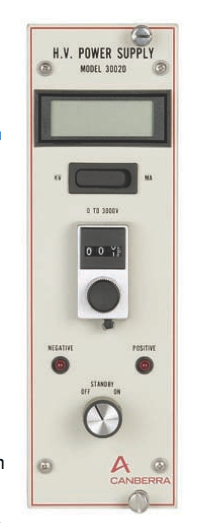 H.V. POWER SUPPLY
MODEL 3002D
KV MA
0 TO 3000V
0 0
NEGATIVE POSITIVE
STANDBY
OFF ON
CANBERRA